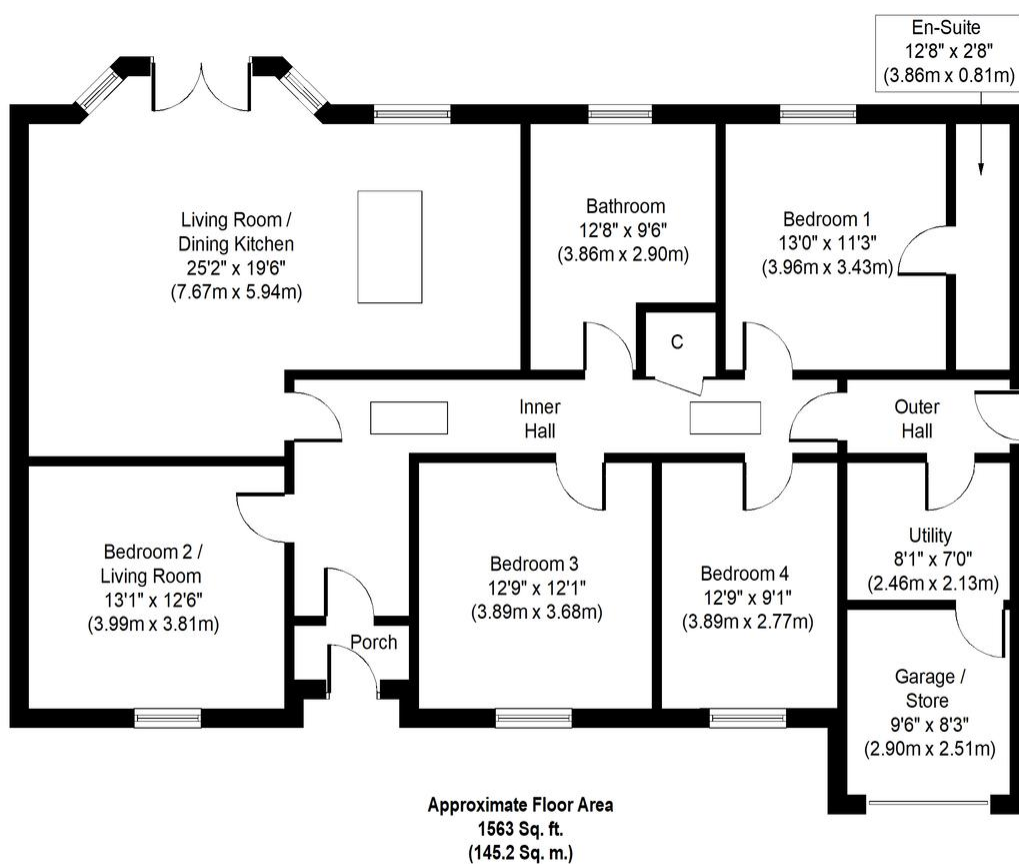 En-Suite
12'8" x 2'8"
(3.86m x 0.81m)
Living Room /
Dining Kitchen
25'2" x 19'6"
(7.67m x 5.94m)
Bathroom
12'8" x 9'6"
(3.86m x 2.90m)
Bedroom 1
13'0" x 11'3"
(3.96m x 3.43m)
C
Inner
Hall
Outer
Hall
Bedroom 2 /
Living Room
13'1" x 12'6"
(3.99m x 3.81m)
Porch
Bedroom 3
12'9" x 12'1"
(3.89m x 3.68m)
Bedroom 4
12'9" x 9'1"
(3.89m x 2.77m)
Utility
8'1" x 7'0"
(2.46m x 2.13m)
Garage /
Store
9'6" x 8'3"
(2.90m x 2.51m)
Approximate Floor Area
1563 Sq. ft.
(145.2 Sq. m.)